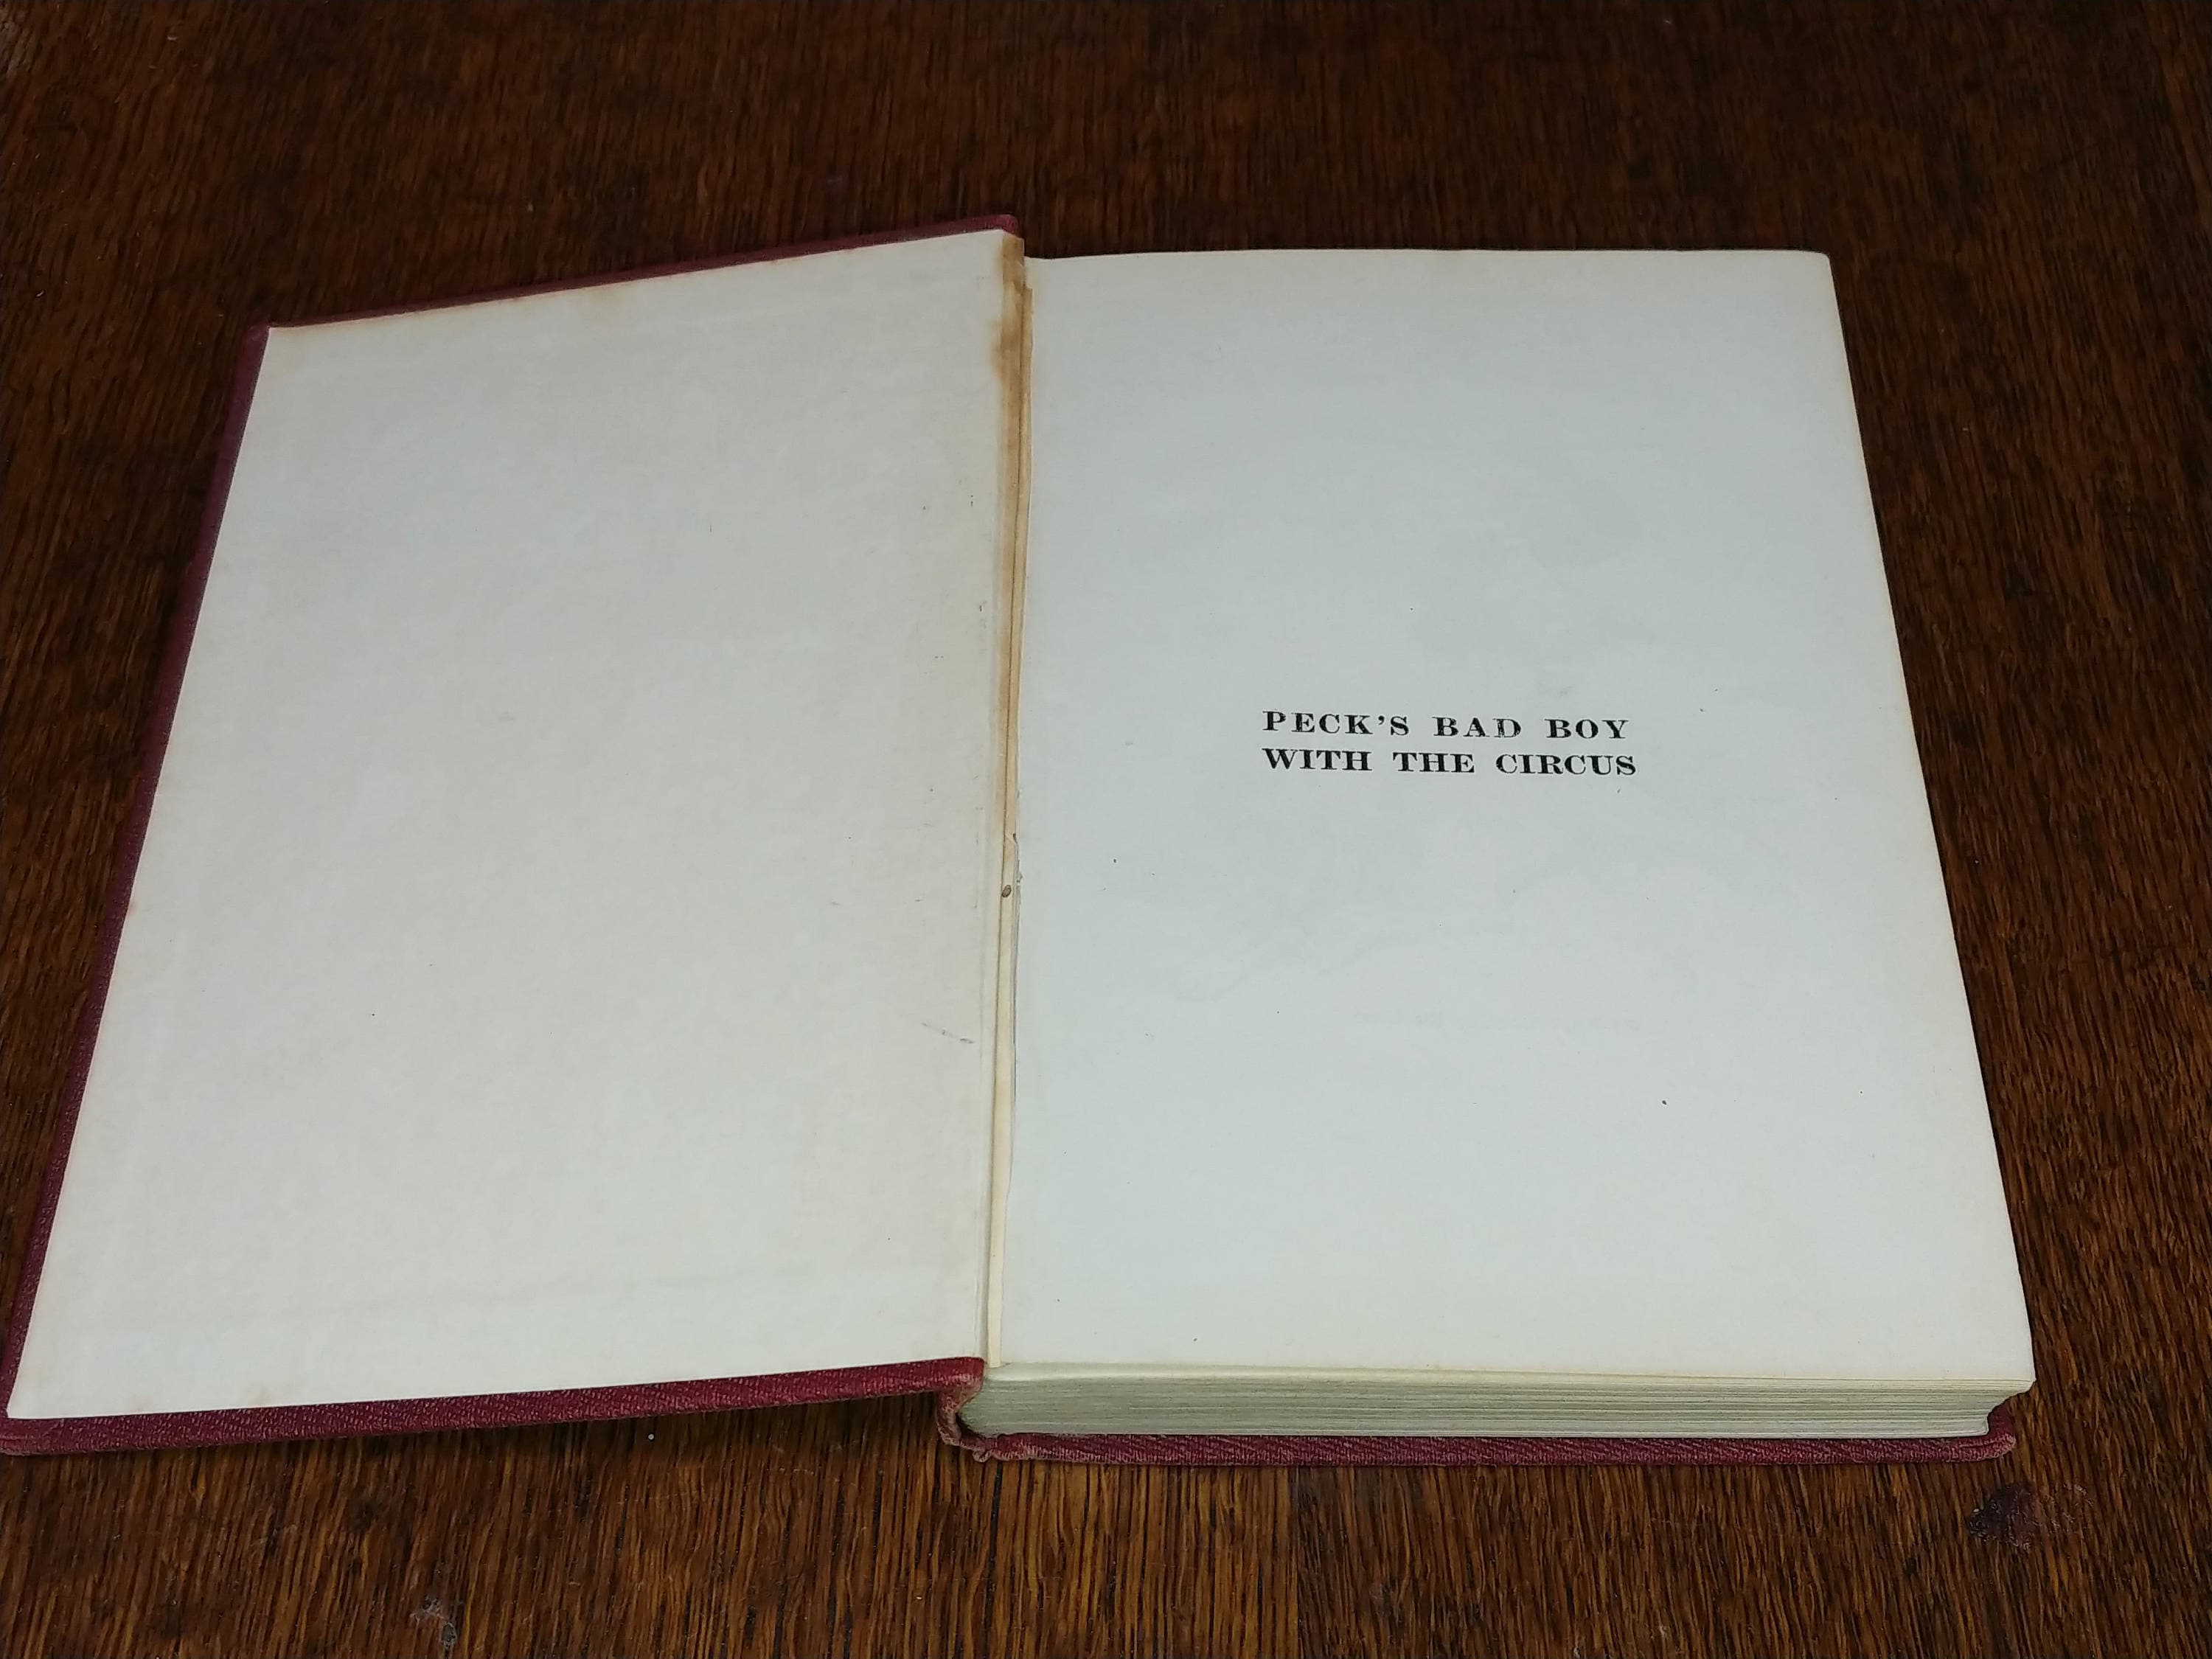 PECK'S BAD BOY
WITH THE CIRCUS